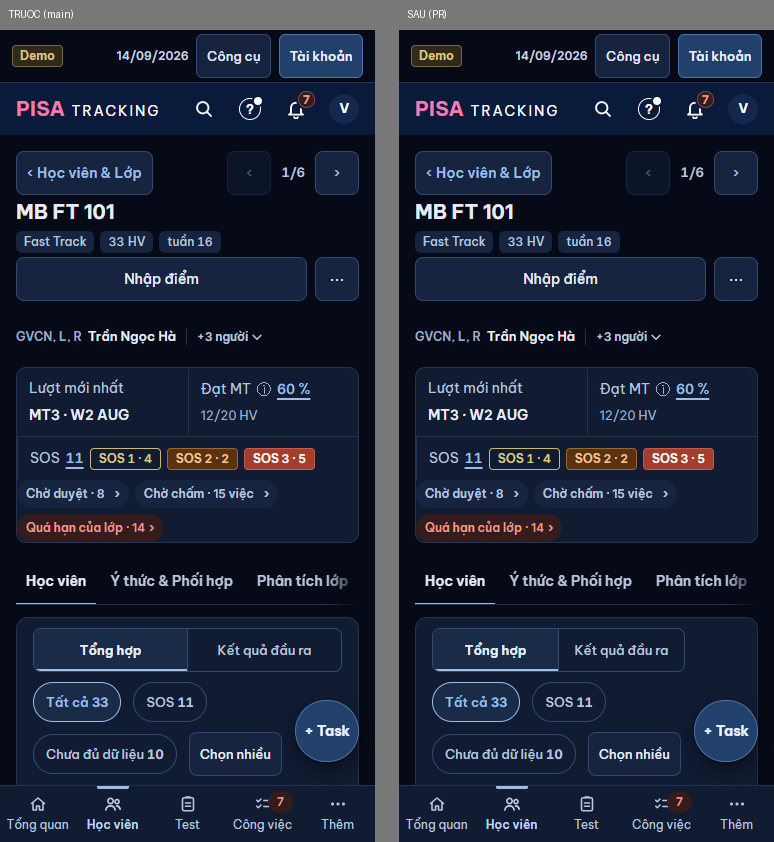 TRUOC (main)
Demo 14/09/2026 Công cụ Tài khoản
PISA TRACKING ? 7 V
‹ Học viên & Lớp ‹ 1/6 ›
MB FT 101
Fast Track 33 HV tuần 16
Nhập điểm ...
GVCN, L, R Trần Ngọc Hà +3 người
Lượt mới nhất Đạt MT ⓘ 60 %
MT3 · W2 AUG 12/20 HV
SOS 11 SOS 1 · 4 SOS 2 · 2 SOS 3 · 5
Chờ duyệt · 8 › Chờ chấm · 15 việc ›
Quá hạn của lớp · 14 ›
Học viên Ý thức & Phối hợp Phân tích lớp
Tổng hợp Kết quả đầu ra
Tất cả 33 SOS 11
+ Task
Chưa đủ dữ liệu 10 Chọn nhiều
Tổng quan Học viên Test Công việc 7 Thêm
SAU (PR)
Demo 14/09/2026 Công cụ Tài khoản
PISA TRACKING ? 7 V
‹ Học viên & Lớp ‹ 1/6 ›
MB FT 101
Fast Track 33 HV tuần 16
Nhập điểm ...
GVCN, L, R Trần Ngọc Hà +3 người
Lượt mới nhất Đạt MT ⓘ 60 %
MT3 · W2 AUG 12/20 HV
SOS 11 SOS 1 · 4 SOS 2 · 2 SOS 3 · 5
Chờ duyệt · 8 › Chờ chấm · 15 việc ›
Quá hạn của lớp · 14 ›
Học viên Ý thức & Phối hợp Phân tích lớp
Tổng hợp Kết quả đầu ra
Tất cả 33 SOS 11
+ Task
Chưa đủ dữ liệu 10 Chọn nhiều
Tổng quan Học viên Test Công việc 7 Thêm